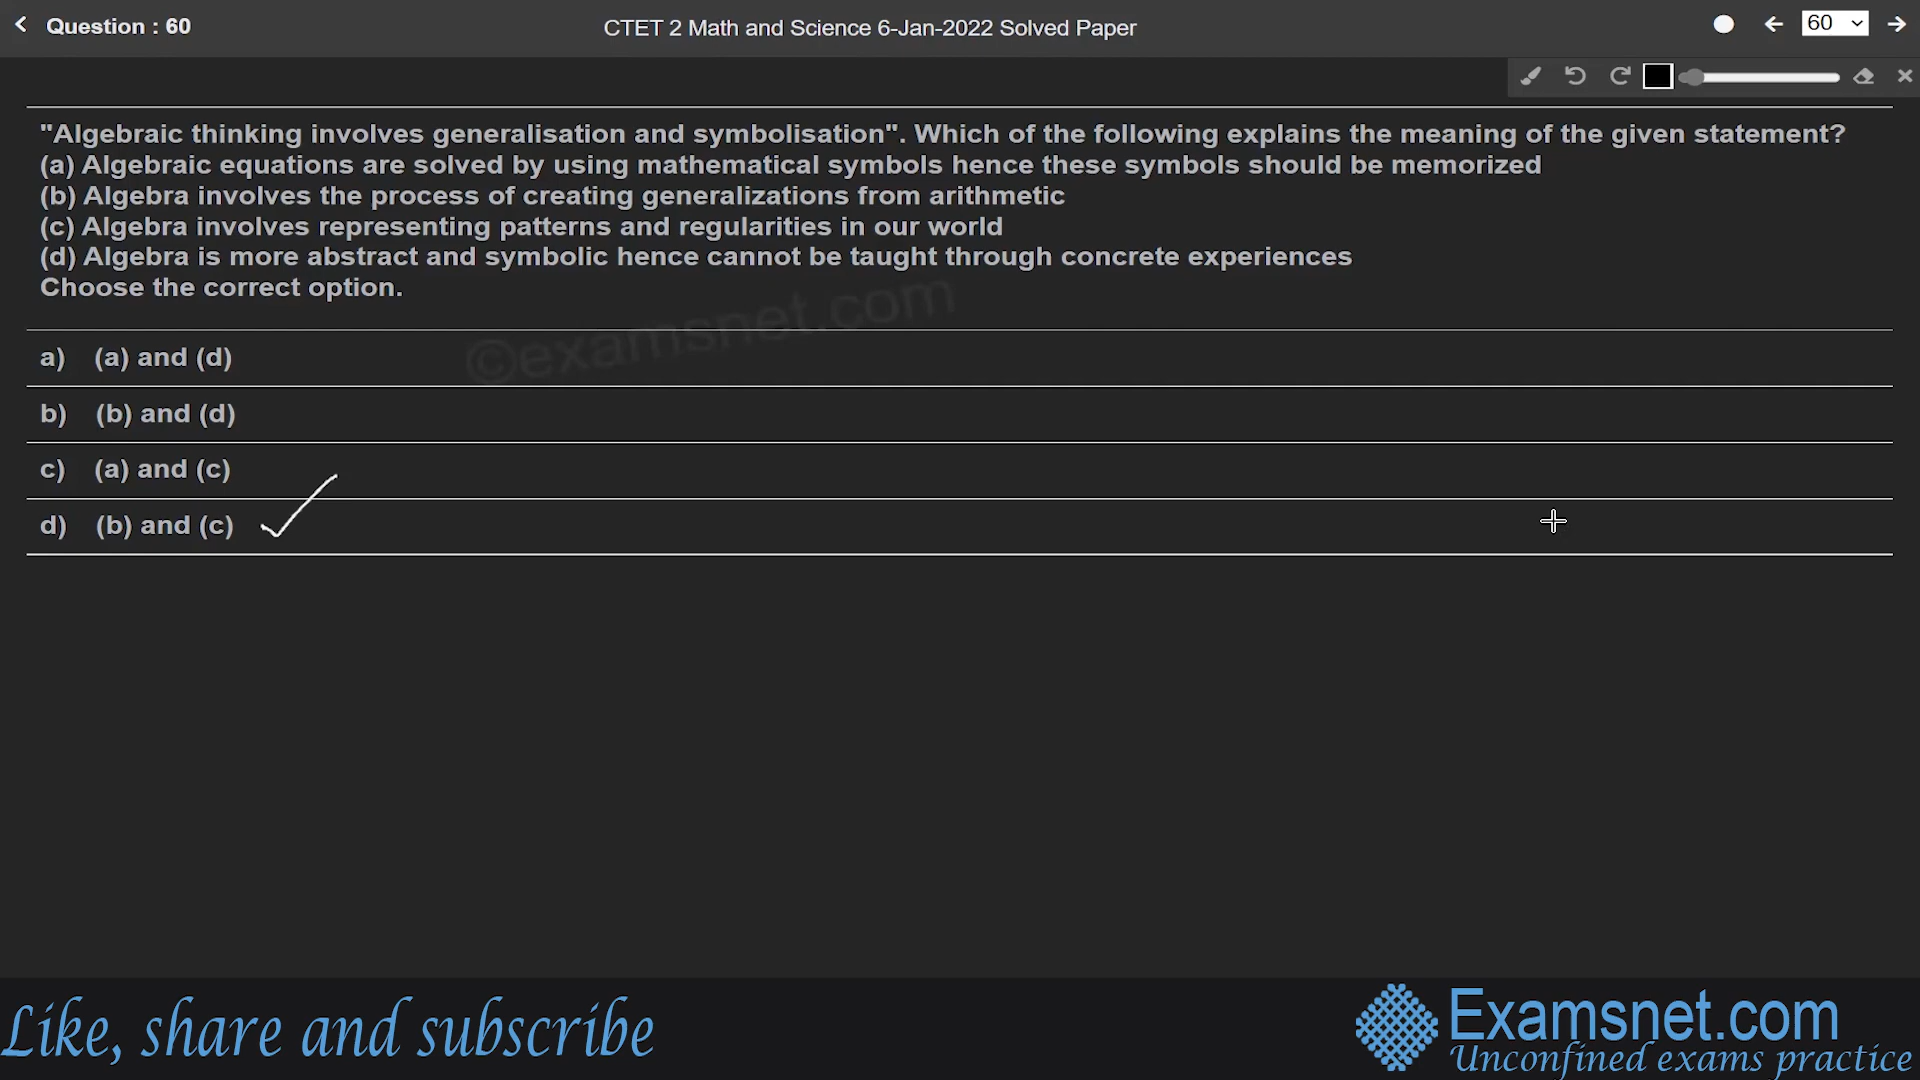 Question : 60
CTET 2 Math and Science 6-Jan-2022 Solved Paper
60
"Algebraic thinking involves generalisation and symbolisation". Which of the following explains the meaning of the given statement?
(a) Algebraic equations are solved by using mathematical symbols hence these symbols should be memorized
(b) Algebra involves the process of creating generalizations from arithmetic
(c) Algebra involves representing patterns and regularities in our world
(d) Algebra is more abstract and symbolic hence cannot be taught through concrete experiences
Choose the correct option.
©examsnet.com
a) (a) and (d)
b) (b) and (d)
c) (a) and (c)
d) (b) and (c)
Like, share and subscribe
Examsnet.com
Unconfined exams practice